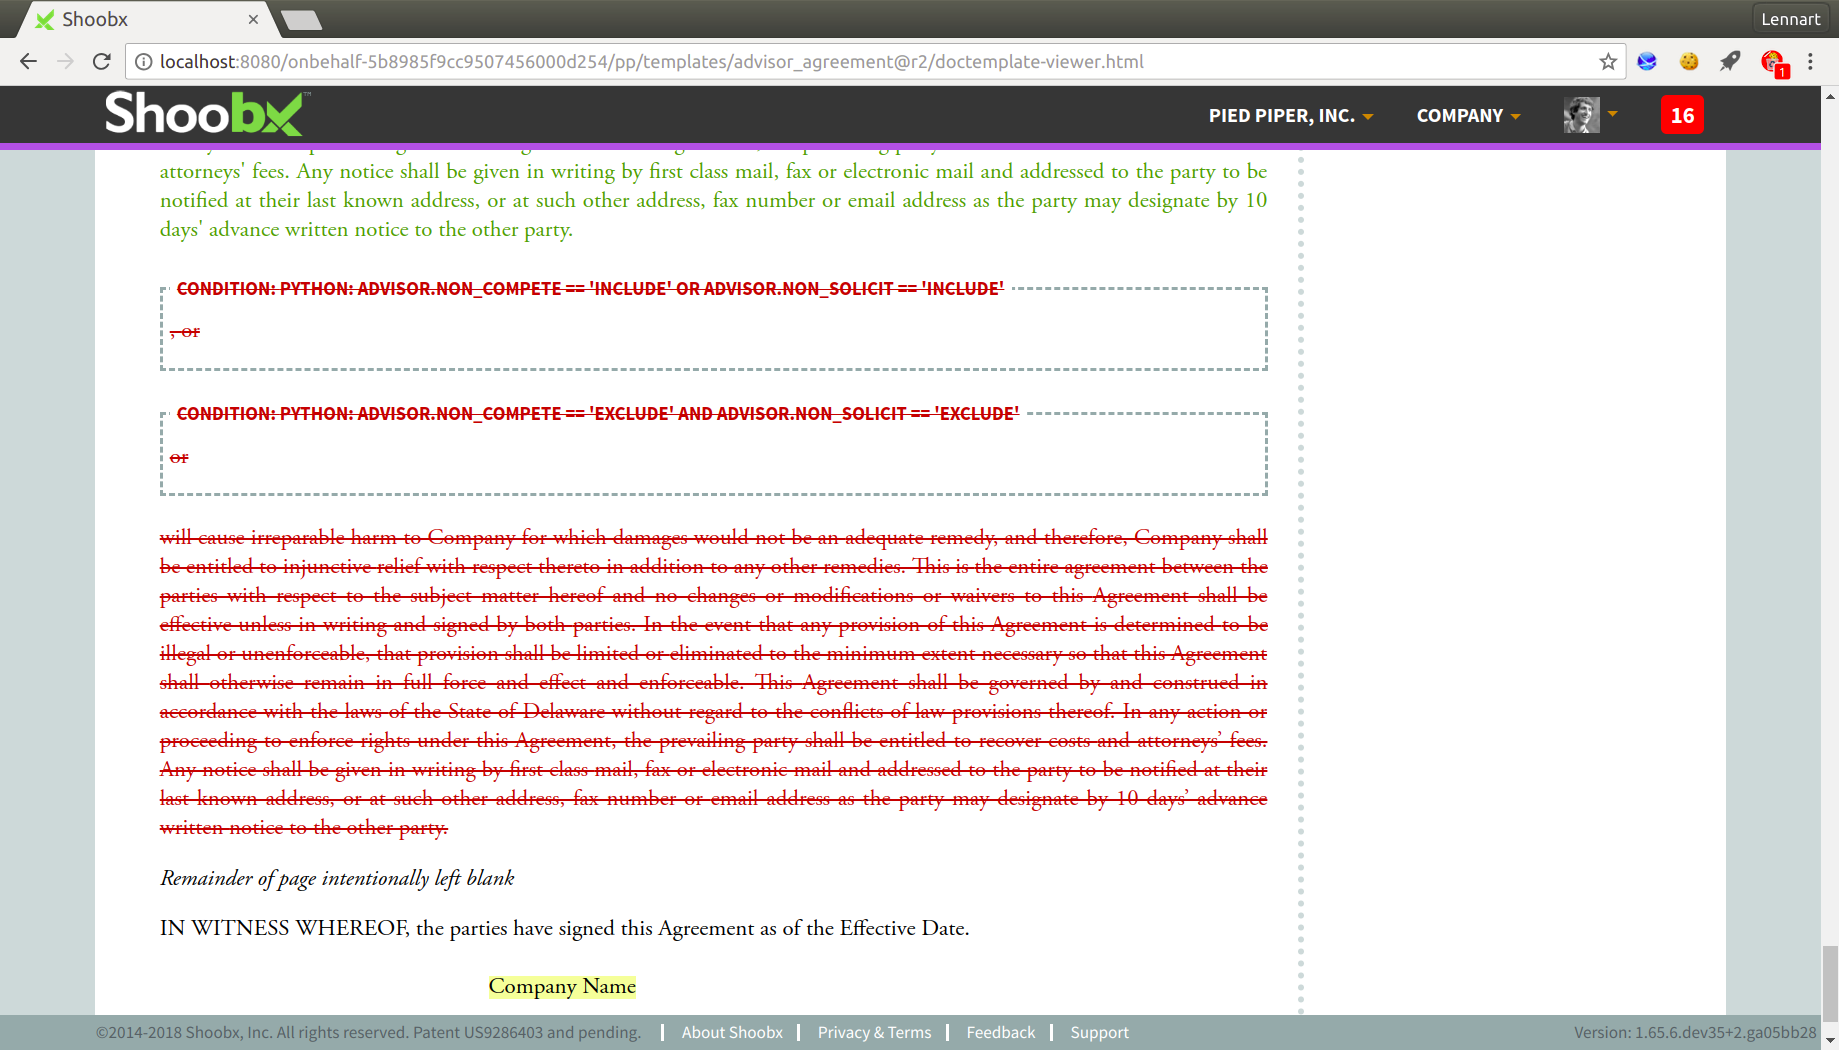 Shoobx
Lennart
localhost:8080/onbehalf-5b8985f9cc9507456000d254/pp/templates/advisor_agreement@r2/doctemplate-viewer.html
1
Shoobx™
PIED PIPER, INC.
COMPANY
16
attorneys' fees. Any notice shall be given in writing by first class mail, fax or electronic mail and addressed to the party to be
notified at their last known address, or at such other address, fax number or email address as the party may designate by 10
days' advance written notice to the other party.
CONDITION: PYTHON: ADVISOR.NON_COMPETE == 'INCLUDE' OR ADVISOR.NON_SOLICIT == 'INCLUDE'
, or
CONDITION: PYTHON: ADVISOR.NON_COMPETE == 'EXCLUDE' AND ADVISOR.NON_SOLICIT == 'EXCLUDE'
or
will cause irreparable harm to Company for which damages would not be an adequate remedy, and therefore, Company shall
be entitled to injunctive relief with respect thereto in addition to any other remedies. This is the entire agreement between the
parties with respect to the subject matter hereof and no changes or modifications or waivers to this Agreement shall be
effective unless in writing and signed by both parties. In the event that any provision of this Agreement is determined to be
illegal or unenforceable, that provision shall be limited or eliminated to the minimum extent necessary so that this Agreement
shall otherwise remain in full force and effect and enforceable. This Agreement shall be governed by and construed in
accordance with the laws of the State of Delaware without regard to the conflicts of law provisions thereof. In any action or
proceeding to enforce rights under this Agreement, the prevailing party shall be entitled to recover costs and attorneys’ fees.
Any notice shall be given in writing by first class mail, fax or electronic mail and addressed to the party to be notified at their
last known address, or at such other address, fax number or email address as the party may designate by 10 days’ advance
written notice to the other party.
Remainder of page intentionally left blank
IN WITNESS WHEREOF, the parties have signed this Agreement as of the Effective Date.
Company Name
©2014-2018 Shoobx, Inc. All rights reserved. Patent US9286403 and pending. | About Shoobx | Privacy & Terms | Feedback | Support
Version: 1.65.6.dev35+2.ga05bb28